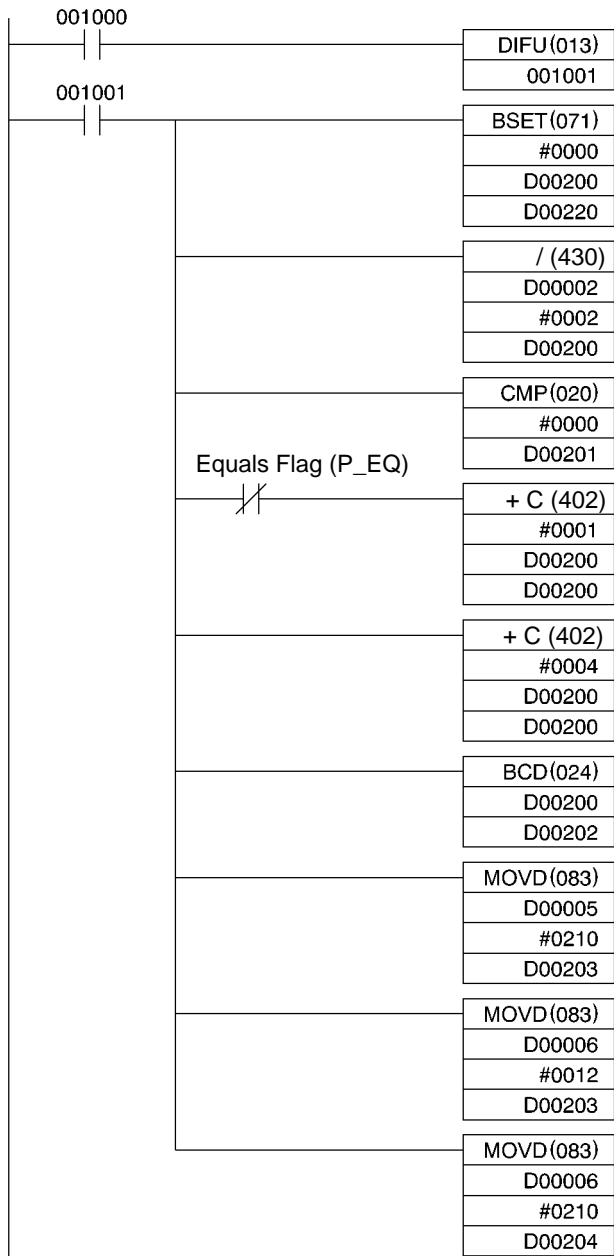 001000
DIFU(013)
001001
001001
BSET(071)
#0000
D00200
D00220
/ (430)
D00002
#0002
D00200
CMP(020)
#0000
D00201
Equals Flag (P_EQ)
+ C (402)
#0001
D00200
D00200
+ C (402)
#0004
D00200
D00200
BCD(024)
D00200
D00202
MOVD(083)
D00005
#0210
D00203
MOVD(083)
D00006
#0012
D00203
MOVD(083)
D00006
#0210
D00204